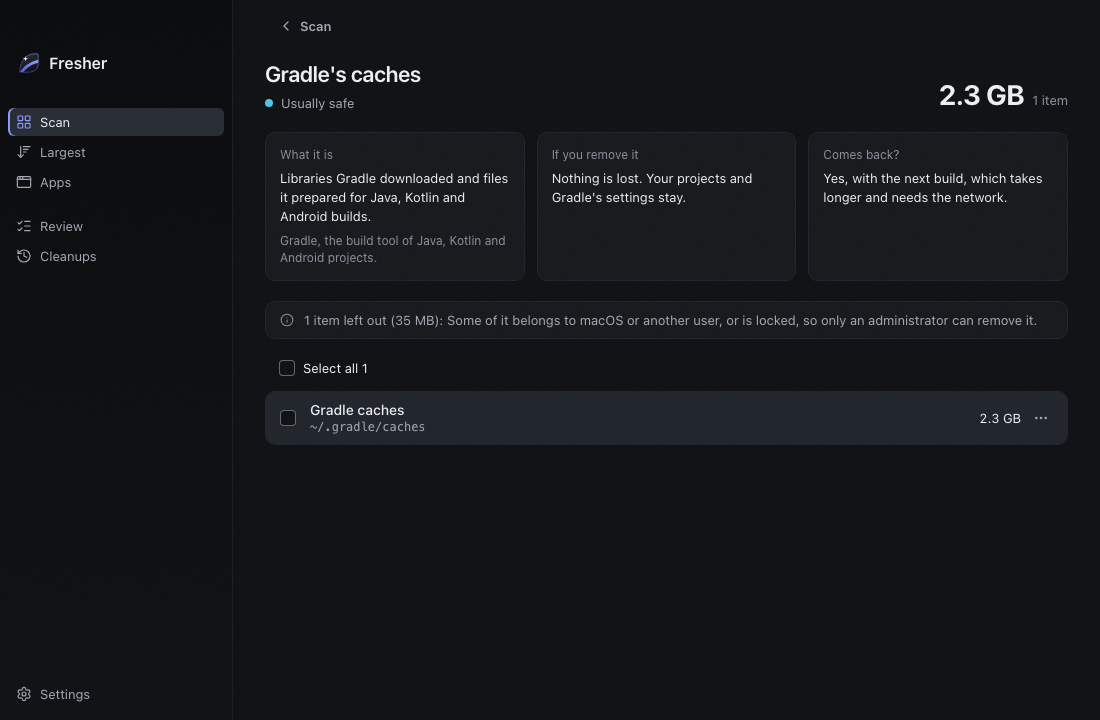 Scan
Fresher
Scan
Largest
Apps
Review
Cleanups
Settings
Gradle's caches
Usually safe
2.3 GB 1 item
What it is
Libraries Gradle downloaded and files
it prepared for Java, Kotlin and
Android builds.
Gradle, the build tool of Java, Kotlin and
Android projects.
If you remove it
Nothing is lost. Your projects and
Gradle's settings stay.
Comes back?
Yes, with the next build, which takes
longer and needs the network.
1 item left out (35 MB): Some of it belongs to macOS or another user, or is locked, so only an administrator can remove it.
Select all 1
Gradle caches
~/.gradle/caches
2.3 GB